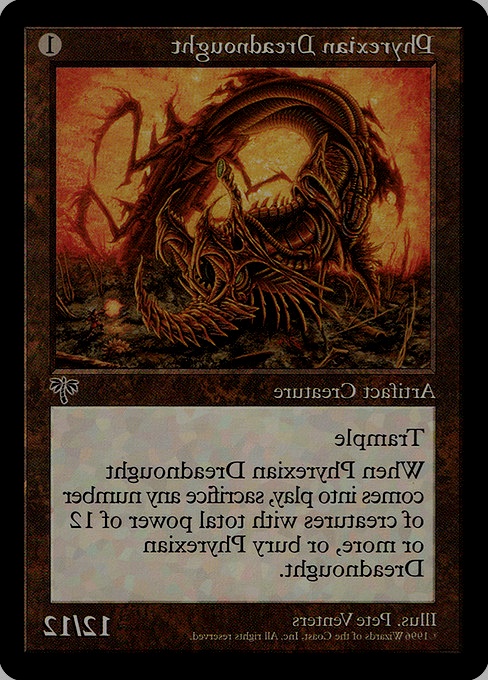 Phyrexian Dreadnought 1
Artifact Creature
Trample
When Phyrexian Dreadnought
comes into play, sacrifice any number
of creatures with total power of 12
or more, or bury Phyrexian
Dreadnought.
Illus. Pete Venters
©1996 Wizards of the Coast, Inc. All rights reserved.
12/12